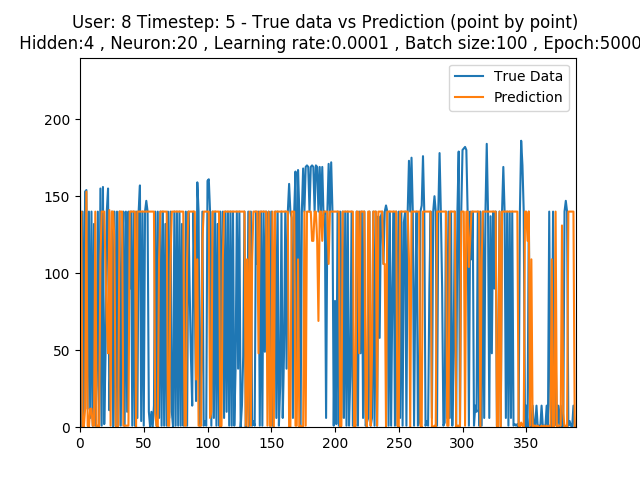 User: 8 Timestep: 5 - True data vs Prediction (point by point)
Hidden:4 , Neuron:20 , Learning rate:0.0001 , Batch size:100 , Epoch:5000
True Data
Prediction
200
150
100
50
0
0 50 100 150 200 250 300 350